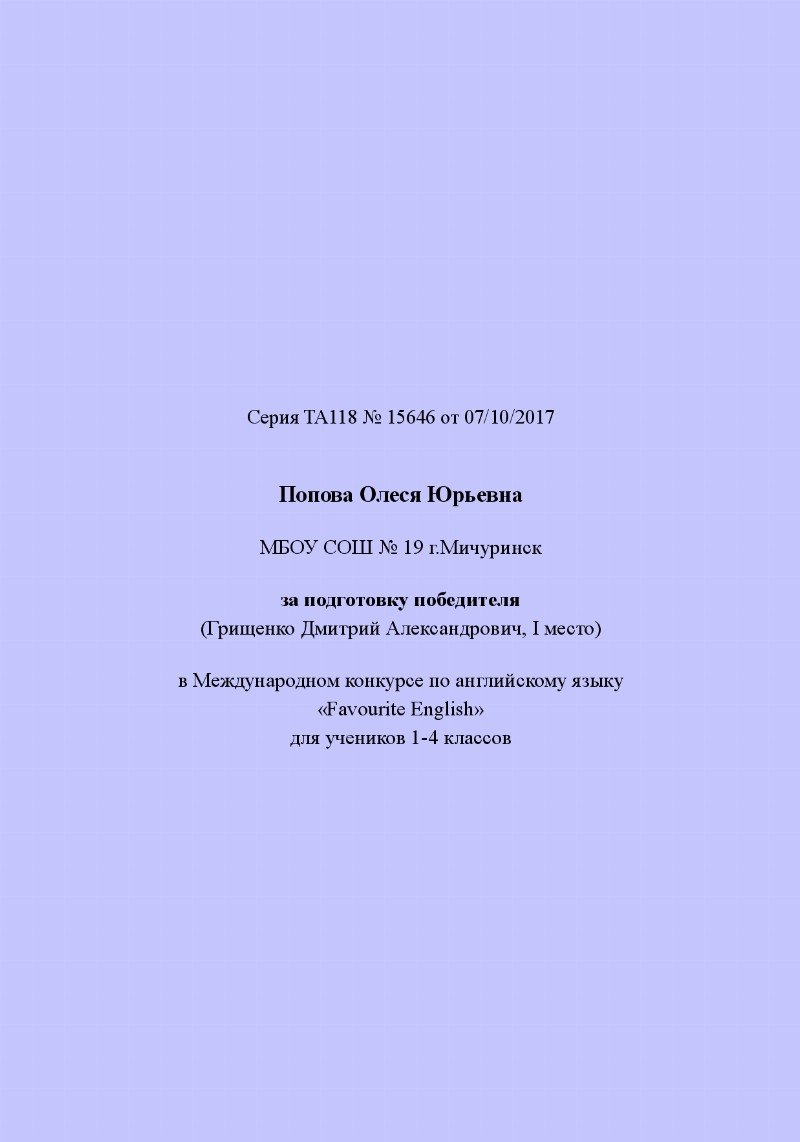 Серия ТА118 № 15646 от 07/10/2017
Попова Олеся Юрьевна
МБОУ СОШ № 19 г.Мичуринск
за подготовку победителя
(Грищенко Дмитрий Александрович, I место)
в Международном конкурсе по английскому языку
«Favourite English»
для учеников 1-4 классов